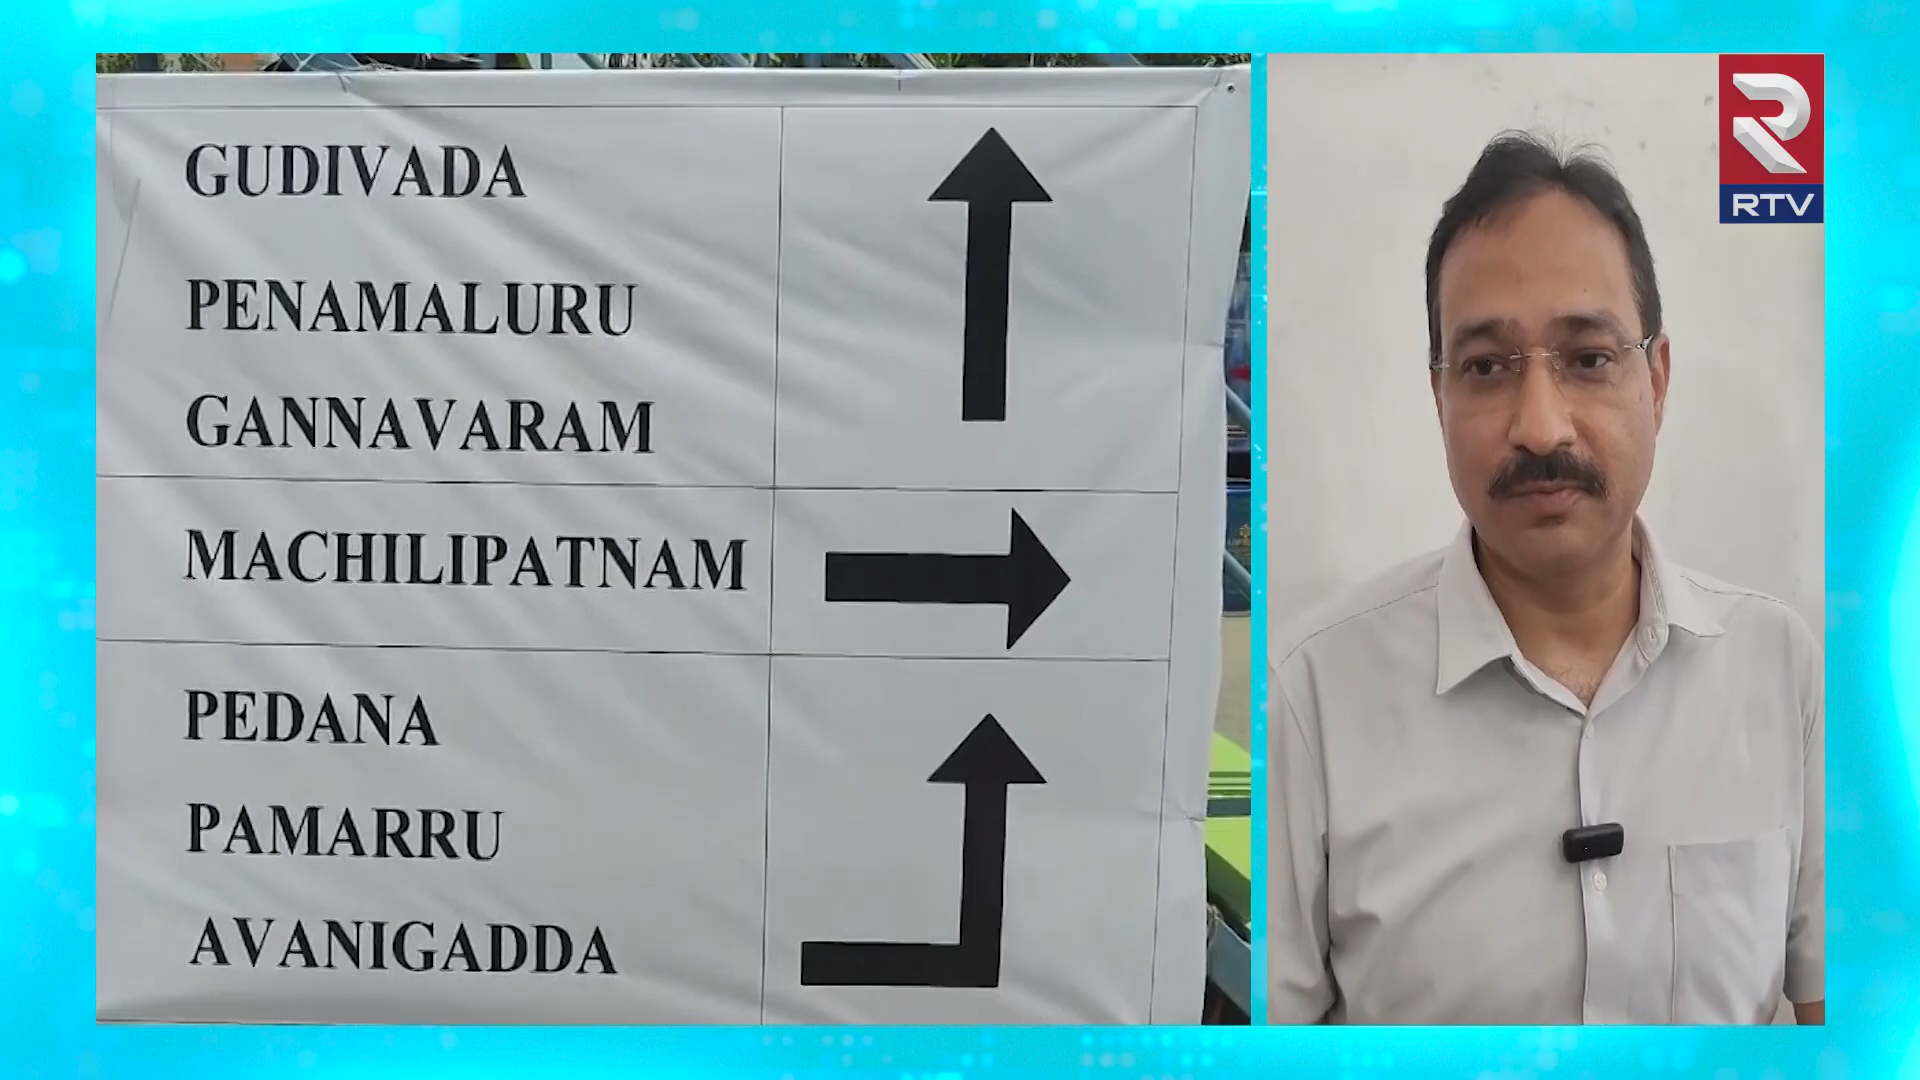 GUDIVADA
PENAMALURU
GANNAVARAM
MACHILIPATNAM
PEDANA
PAMARRU
AVANIGADDA
RTV